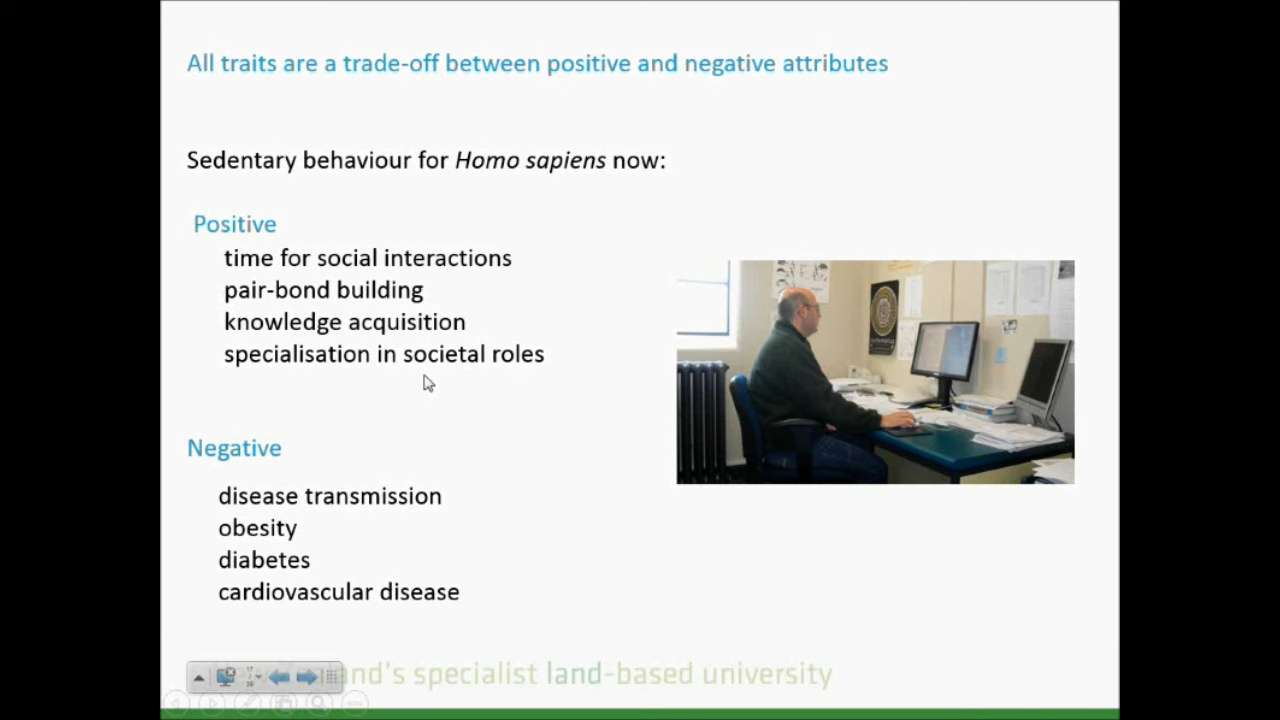 All traits are a trade-off between positive and negative attributes
Sedentary behaviour for Homo sapiens now:
Positive
time for social interactions
pair-bond building
knowledge acquisition
specialisation in societal roles
Negative
disease transmission
obesity
diabetes
cardiovascular disease
specialist land-based university